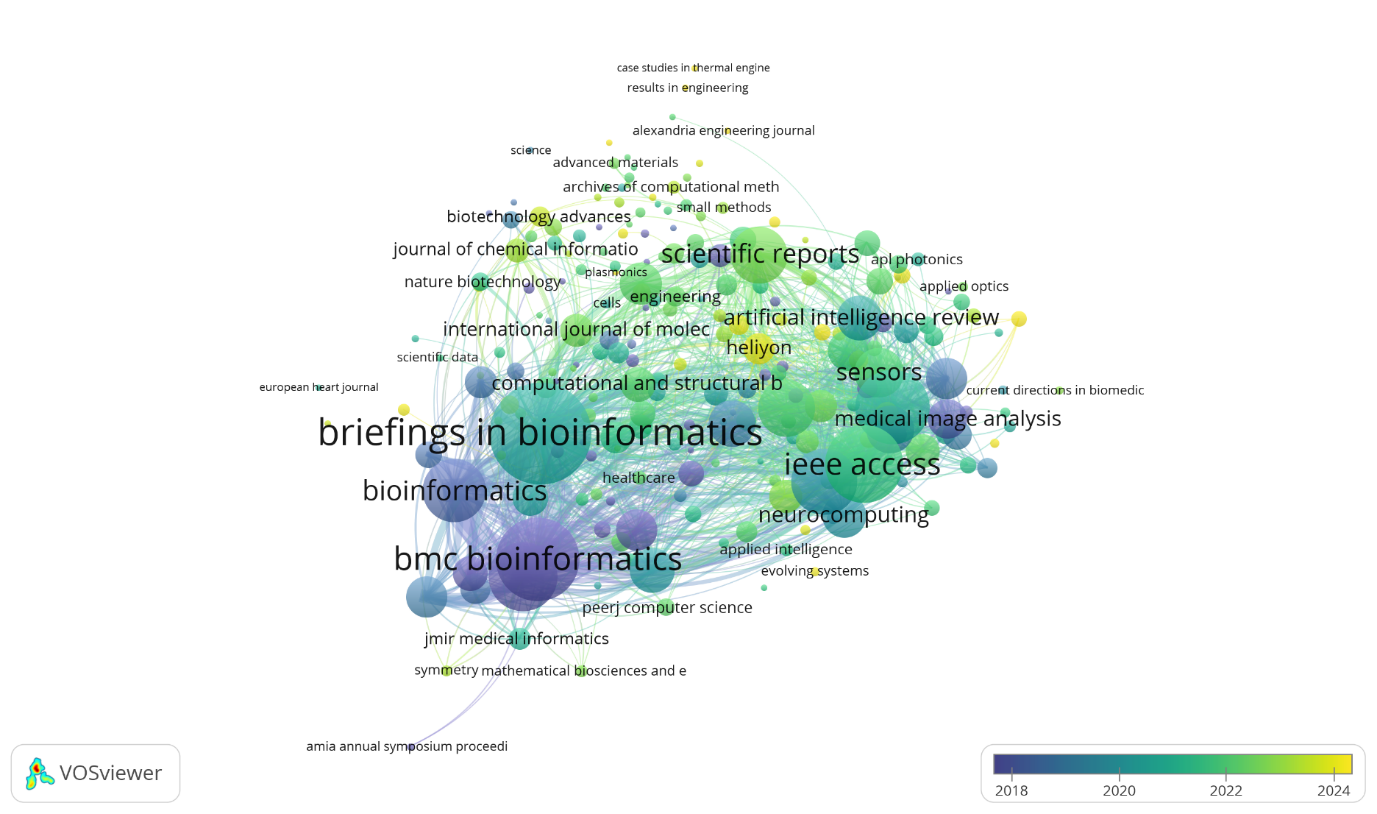 case studies in thermal engine
results in engineering
alexandria engineering journal
science
advanced materials
archives of computational meth
small methods
biotechnology advances
journal of chemical informatio
scientific reports
apl photonics
plasmonics
nature biotechnology
applied optics
engineering
cells
artificial intelligence review
international journal of molec
heliyon
scientific data
sensors
computational and structural b
european heart journal
current directions in biomedic
medical image analysis
briefings in bioinformatics
ieee access
healthcare
bioinformatics
neurocomputing
applied intelligence
bmc bioinformatics
evolving systems
peerj computer science
jmir medical informatics
symmetry
mathematical biosciences and e
amia annual symposium proceedi
VOSviewer
2018
2020
2022
2024